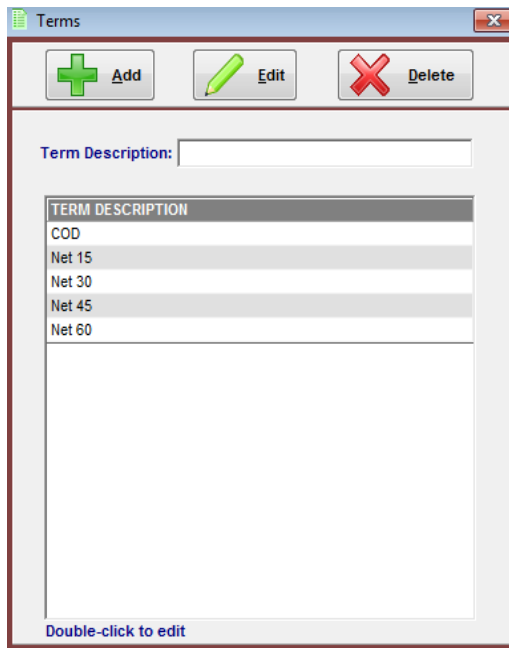 Terms
Add Edit Delete
Term Description:
TERM DESCRIPTION
COD
Net 15
Net 30
Net 45
Net 60
Double-click to edit